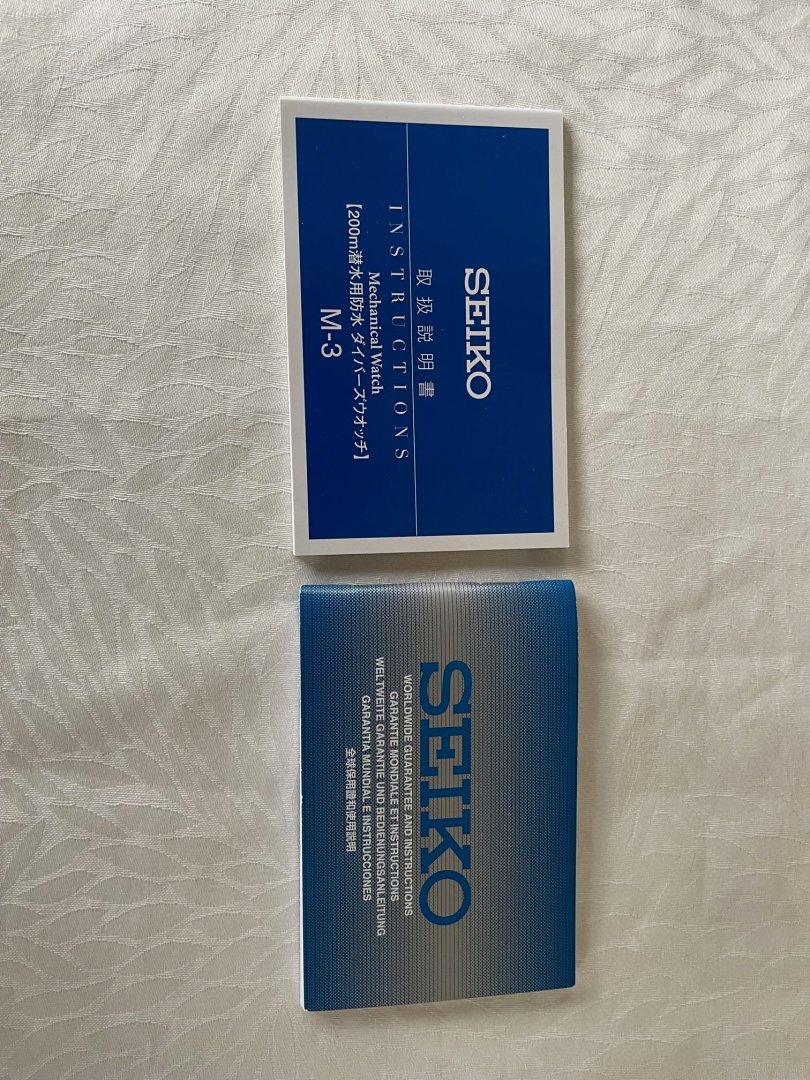 SEIKO
取扱説明書
INSTRUCTIONS
Mechanical Watch
【200m潜水用防水 ダイバーズウオッチ】
M-3
SEIKO
WORLDWIDE GUARANTEE AND INSTRUCTIONS
GARANTIE MONDIALE ET INSTRUCTIONS
WELTWEITE GARANTIE UND BEDIENUNGSANLEITUNG
GARANTIA MUNDIAL E INSTRUCCIONES
全球保用證和使用説明